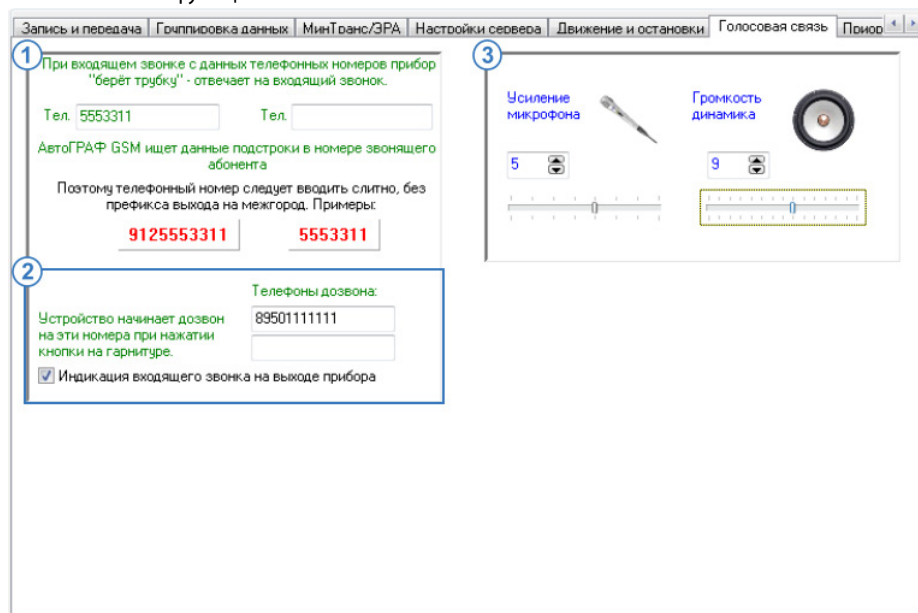 Запись и передача Группировка данных МинТранс/ЭРА Настройки сервера Движение и остановки Голосовая связь Приор
1
При входящем звонке с данных телефонных номеров прибор
"берёт трубку" - отвечает на входящий звонок.
Тел. 5553311 Тел.
АвтоГРАФ GSM ищет данные подстроки в номере звонящего
абонента
Поэтому телефонный номер следует вводить слитно, без
префикса выхода на межгород. Примеры:
9125553311 5553311
2
Телефоны дозвона:
Устройство начинает дозвон
на эти номера при нажатии
кнопки на гарнитуре.
89501111111
Индикация входящего звонка на выходе прибора
3
Усиление
микрофона
5
Громкость
динамика
9